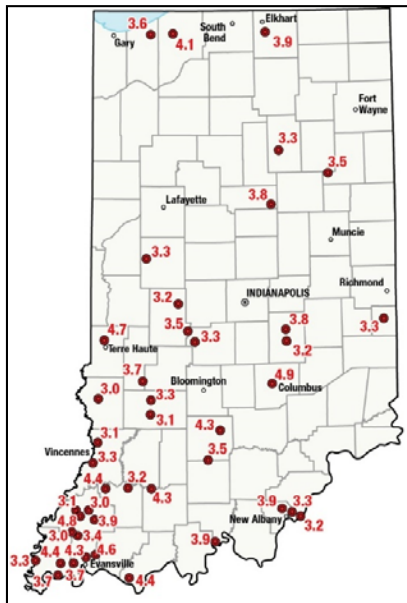 3.6
4.1
South
Bend
Elkhart
3.9
Gary
3.3
Fort
Wayne
3.5
3.8
Lafayette
Muncie
3.3
INDIANAPOLIS
Richmond
3.2
3.5
3.3
3.8
3.2
3.3
4.7
Terre Haute
3.7
Bloomington
4.9
Columbus
3.0
3.3
3.1
4.3
3.1
Vincennes
3.3
3.5
4.4
3.2
4.3
3.1
3.0
4.8
3.9
3.0
3.4
3.9
3.3
New Albany
3.2
3.3
4.4
4.3
4.6
Evansville
3.7
3.7
3.9
4.4